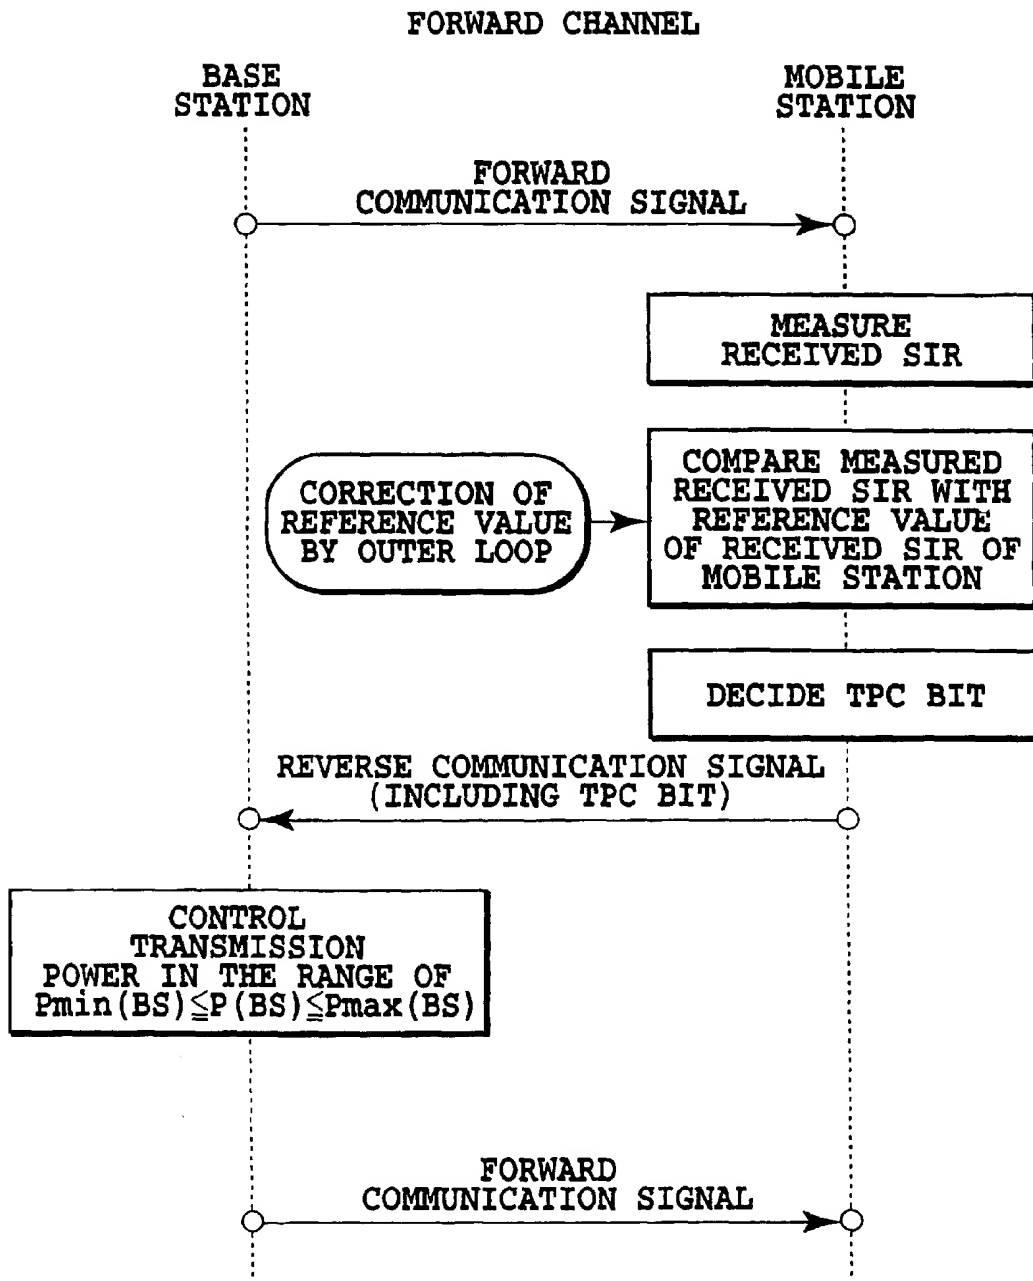 FORWARD CHANNEL
BASE
STATION
MOBILE
STATION
FORWARD
COMMUNICATION SIGNAL
MEASURE
RECEIVED SIR
CORRECTION OF
REFERENCE VALUE
BY OUTER LOOP
COMPARE MEASURED
RECEIVED SIR WITH
REFERENCE VALUE
OF RECEIVED SIR OF
MOBILE STATION
DECIDE TPC BIT
REVERSE COMMUNICATION SIGNAL
(INCLUDING TPC BIT)
CONTROL
TRANSMISSION
POWER IN THE RANGE OF
Pmin(BS)≦P(BS)≦Pmax(BS)
FORWARD
COMMUNICATION SIGNAL